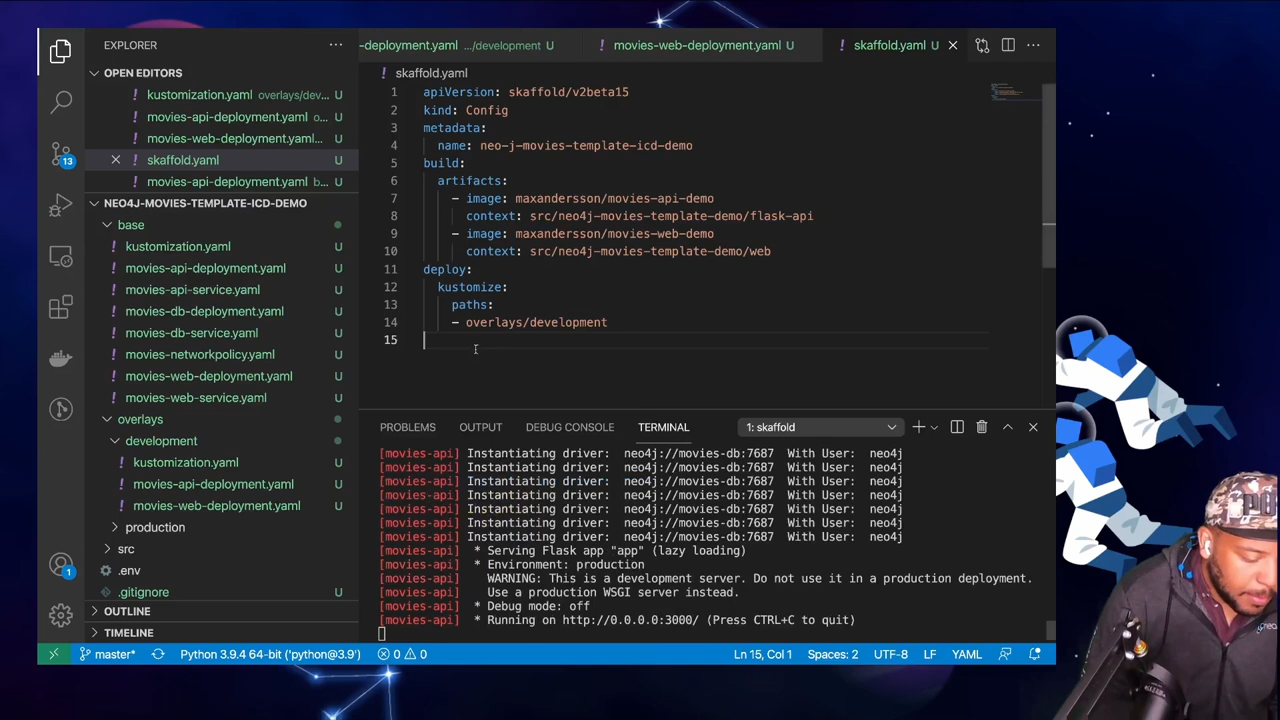 EXPLORER
OPEN EDITORS
kustomization.yaml overlays/dev... U
movies-api-deployment.yaml o... U
movies-web-deployment.yaml... U
skaffold.yaml U
movies-api-deployment.yaml b... U
NEO4J-MOVIES-TEMPLATE-ICD-DEMO
base
kustomization.yaml U
movies-api-deployment.yaml U
movies-api-service.yaml U
movies-db-deployment.yaml U
movies-db-service.yaml U
movies-networkpolicy.yaml U
movies-web-deployment.yaml U
movies-web-service.yaml U
overlays
development
kustomization.yaml U
movies-api-deployment.yaml U
movies-web-deployment.yaml U
production
src
.env
.gitignore U
OUTLINE
TIMELINE
13
1
-deployment.yaml .../development U
movies-web-deployment.yaml U
skaffold.yaml U
skaffold.yaml
1 apiVersion: skaffold/v2beta15
2 kind: Config
3 metadata:
4 name: neo-j-movies-template-icd-demo
5 build:
6 artifacts:
7 - image: maxandersson/movies-api-demo
8 context: src/neo4j-movies-template-demo/flask-api
9 - image: maxandersson/movies-web-demo
10 context: src/neo4j-movies-template-demo/web
11 deploy:
12 kustomize:
13 paths:
14 - overlays/development
15
PROBLEMS OUTPUT DEBUG CONSOLE TERMINAL 1: skaffold
[movies-api] Instantiating driver: neo4j://movies-db:7687 With User: neo4j
[movies-api] Instantiating driver: neo4j://movies-db:7687 With User: neo4j
[movies-api] Instantiating driver: neo4j://movies-db:7687 With User: neo4j
[movies-api] Instantiating driver: neo4j://movies-db:7687 With User: neo4j
[movies-api] Instantiating driver: neo4j://movies-db:7687 With User: neo4j
[movies-api] Instantiating driver: neo4j://movies-db:7687 With User: neo4j
[movies-api] Instantiating driver: neo4j://movies-db:7687 With User: neo4j
[movies-api] * Serving Flask app "app" (lazy loading)
[movies-api] * Environment: production
[movies-api] WARNING: This is a development server. Do not use it in a production deployment.
[movies-api] Use a production WSGI server instead.
[movies-api] * Debug mode: off
[movies-api] * Running on http://0.0.0.0:3000/ (Press CTRL+C to quit)
master* Python 3.9.4 64-bit ('python@3.9') 0 0 Ln 15, Col 1 Spaces: 2 UTF-8 LF YAML